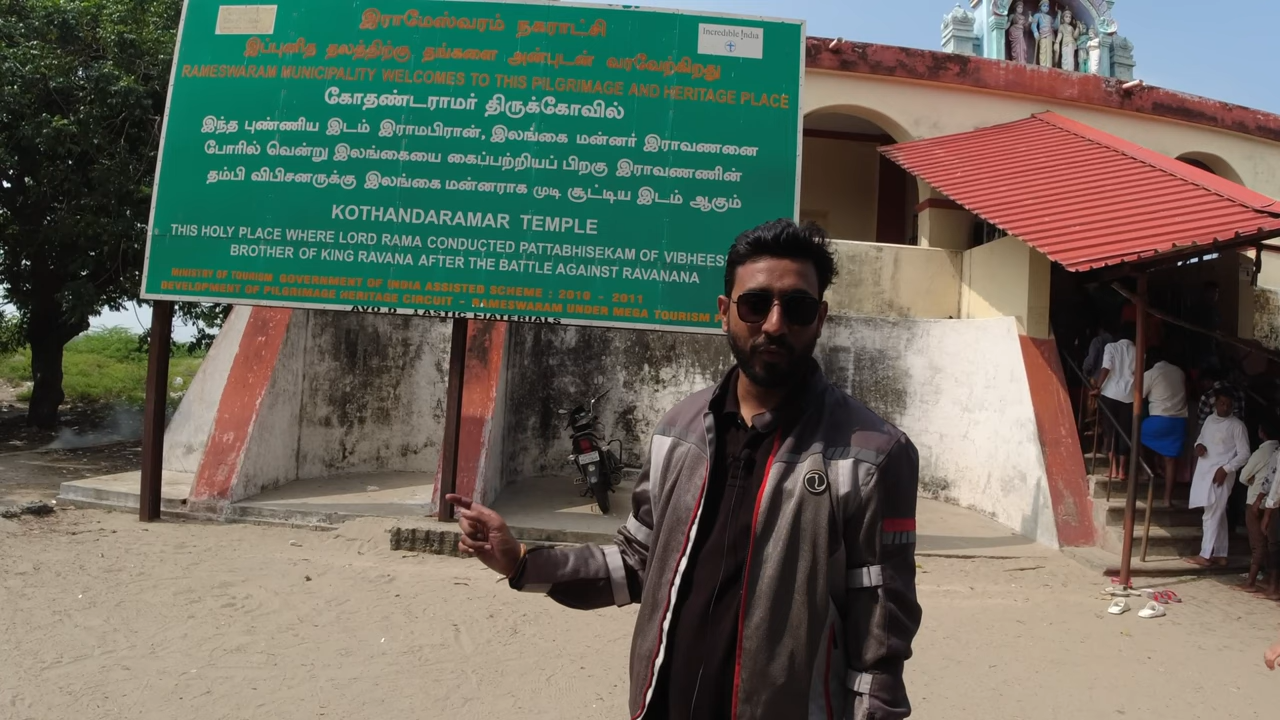 இராமேஸ்வரம் நகராட்சி
Incredible India
இப்புனித தலத்திற்கு தங்களை அன்புடன் வரவேற்கிறது
RAMESWARAM MUNICIPALITY WELCOMES TO THIS PILGRIMAGE AND HERITAGE PLACE
கோதண்டராமர் திருக்கோவில்
இந்த புண்ணிய இடம் இராமபிரான், இலங்கை மன்னர் இராவணனை
போரில் வென்று இலங்கையை கைப்பற்றியப் பிறகு இராவணனின்
தம்பி விபிசனருக்கு இலங்கை மன்னராக முடி சூட்டிய இடம் ஆகும்
KOTHANDARAMAR TEMPLE
THIS HOLY PLACE WHERE LORD RAMA CONDUCTED PATTABHISEKAM OF VIBHEES
BROTHER OF KING RAVANA AFTER THE BATTLE AGAINST RAVANANA
MINISTRY OF TOURISM GOVERNMENT OF INDIA ASSISTED SCHEME : 2010 - 2011
DEVELOPMENT OF PILGRIMAGE HERITAGE CIRCUIT - RAMESWARAM UNDER MEGA TOURISM P
MATERIALS